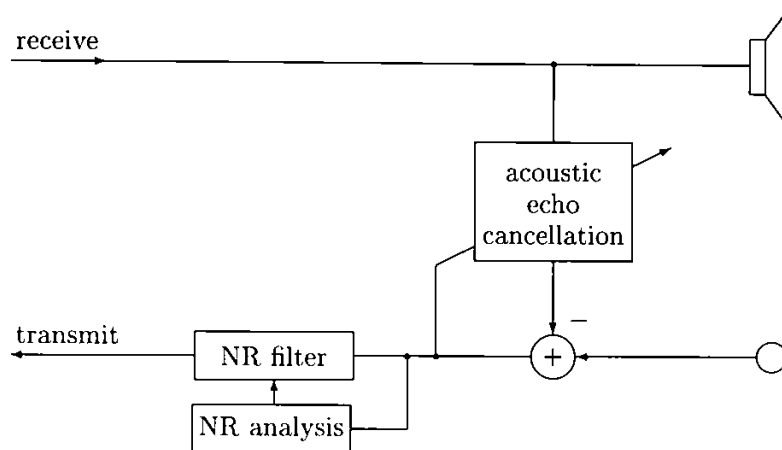 receive
acoustic
echo
cancellation
−
transmit
NR filter
+
NR analysis